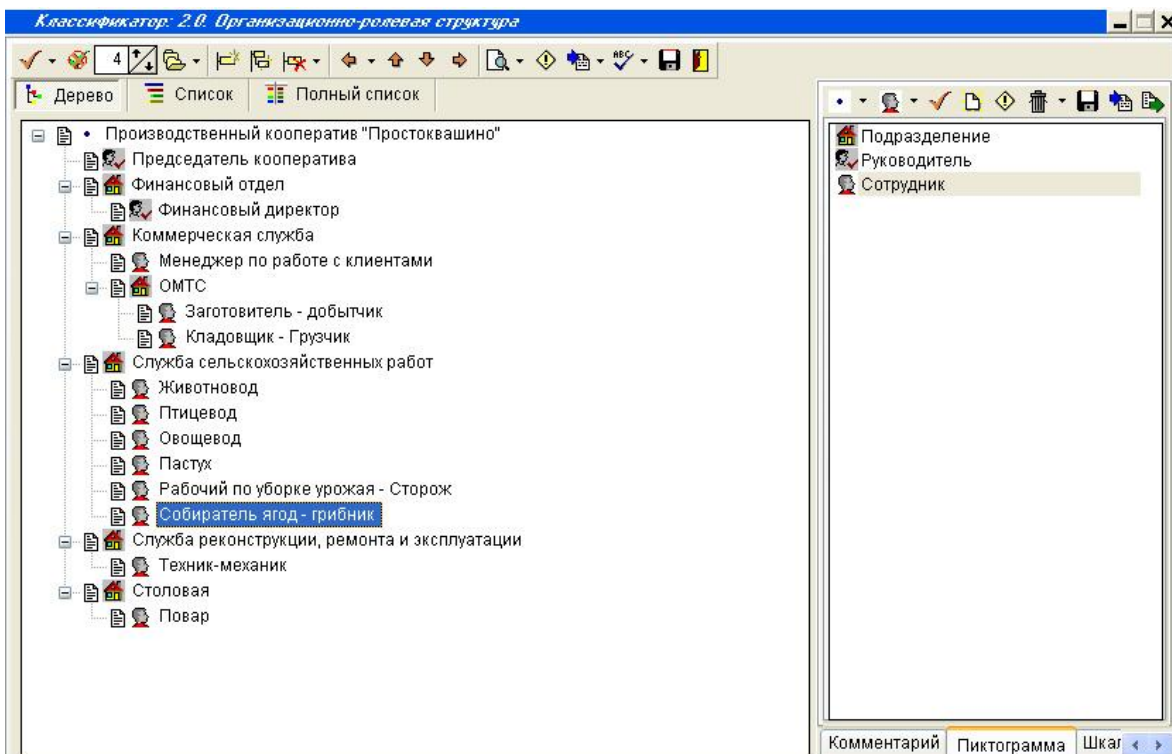 Классификатор: 2.0. Организационно-ролевая структура
4
ABC
Дерево
Список
Полный список
Производственный кооператив "Простоквашино"
Председатель кооператива
Финансовый отдел
Финансовый директор
Коммерческая служба
Менеджер по работе с клиентами
ОМТС
Заготовитель - добытчик
Кладовщик - Грузчик
Служба сельскохозяйственных работ
Животновод
Птицевод
Овощевод
Пастух
Рабочий по уборке урожая - Сторож
Собиратель ягод - грибник
Служба реконструкции, ремонта и эксплуатации
Техник-механик
Столовая
Повар
Подразделение
Руководитель
Сотрудник
Комментарий
Пиктограмма
Шкал